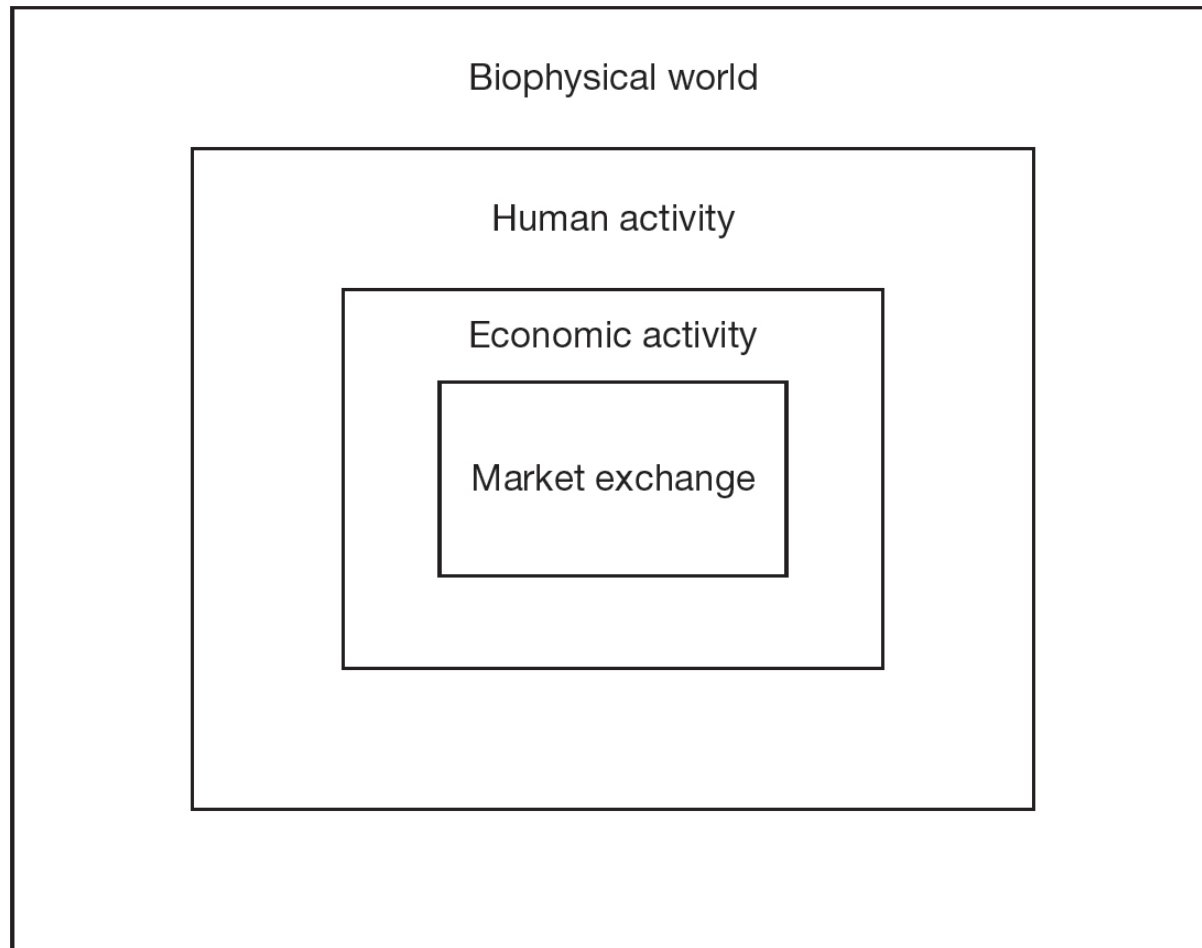 Biophysical world
Human activity
Economic activity
Market exchange